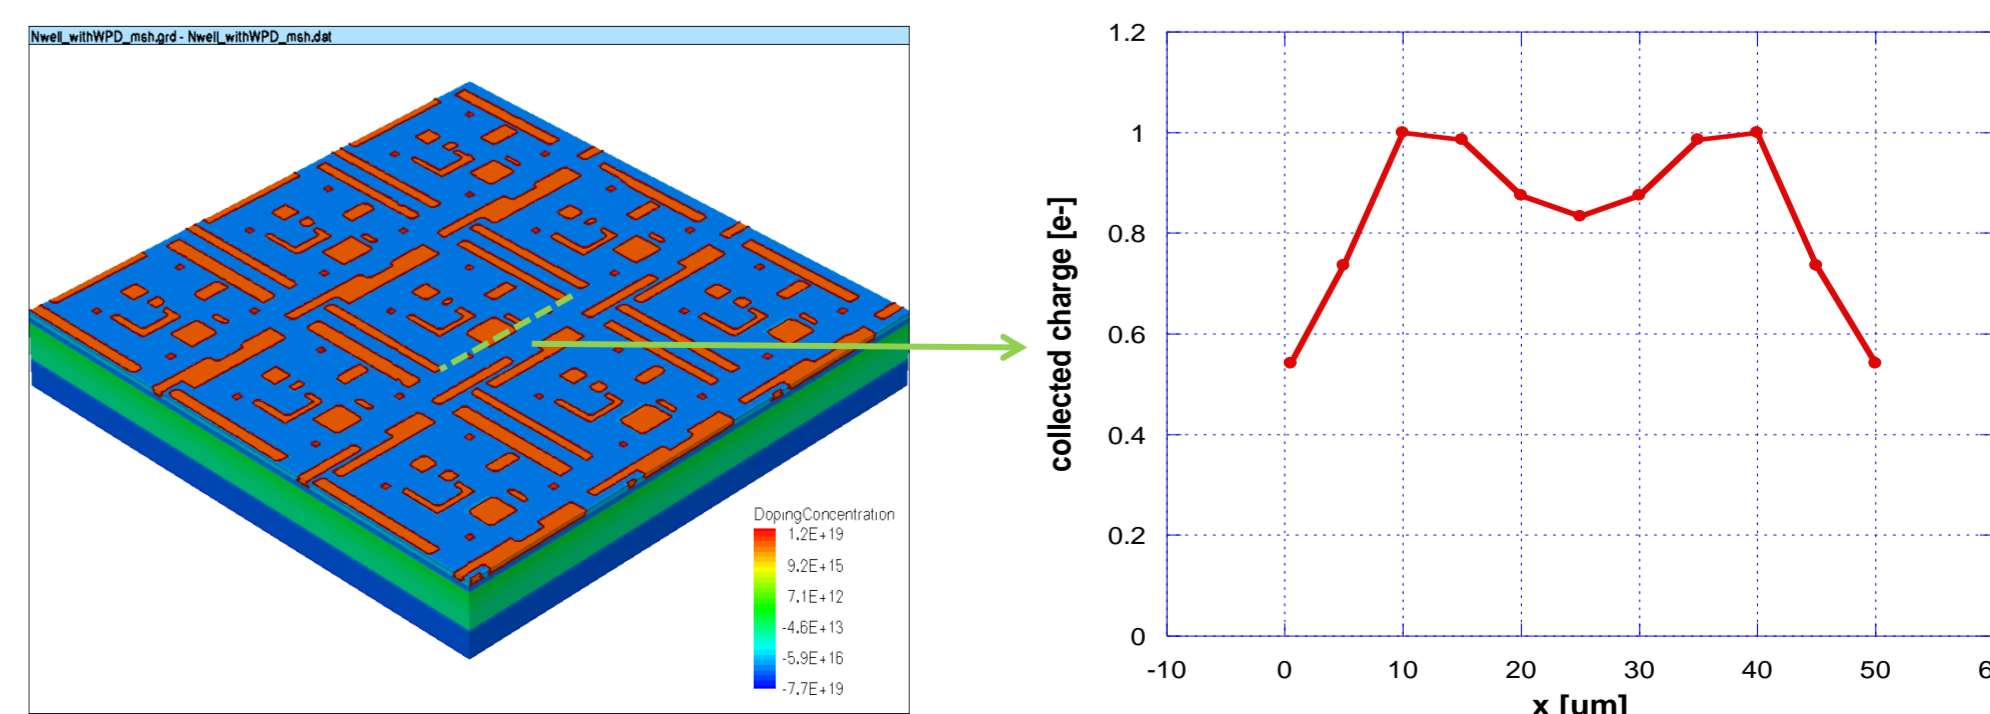 Nwell_withWPD_msh.grd - Nwell_withWPD_msh.dat
DopingConcentration
1.2E+19
9.2E+15
7.1E+12
-4.6E+13
-5.9E+16
-7.7E+19
collected charge [e-]
1.2
1
0.8
0.6
0.4
0.2
0
-10 0 10 20 30 40 50
x [um]